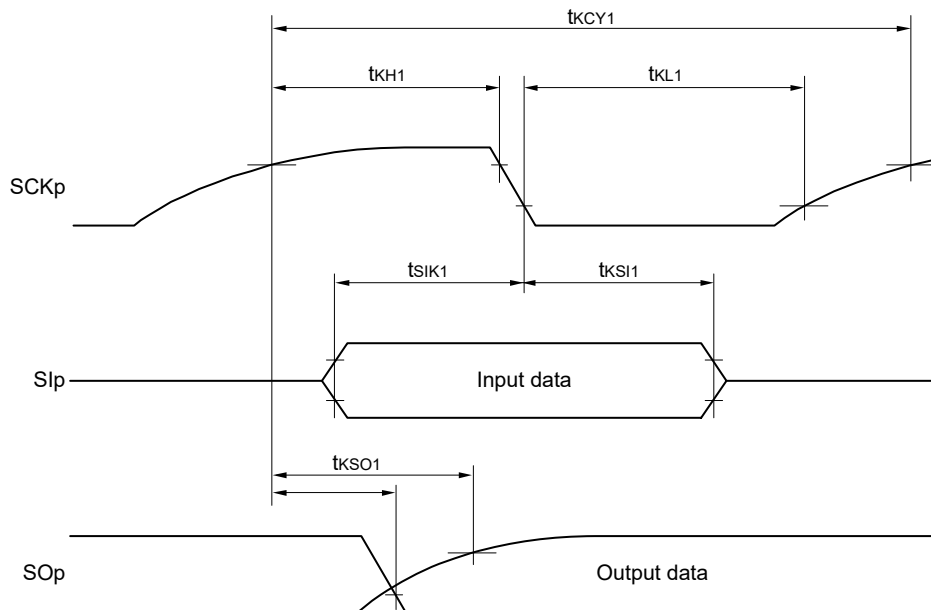 tKCY1
tKH1
tKL1
SCKp
tSIK1
tKSI1
SIp
Input data
tKSO1
SOp
Output data